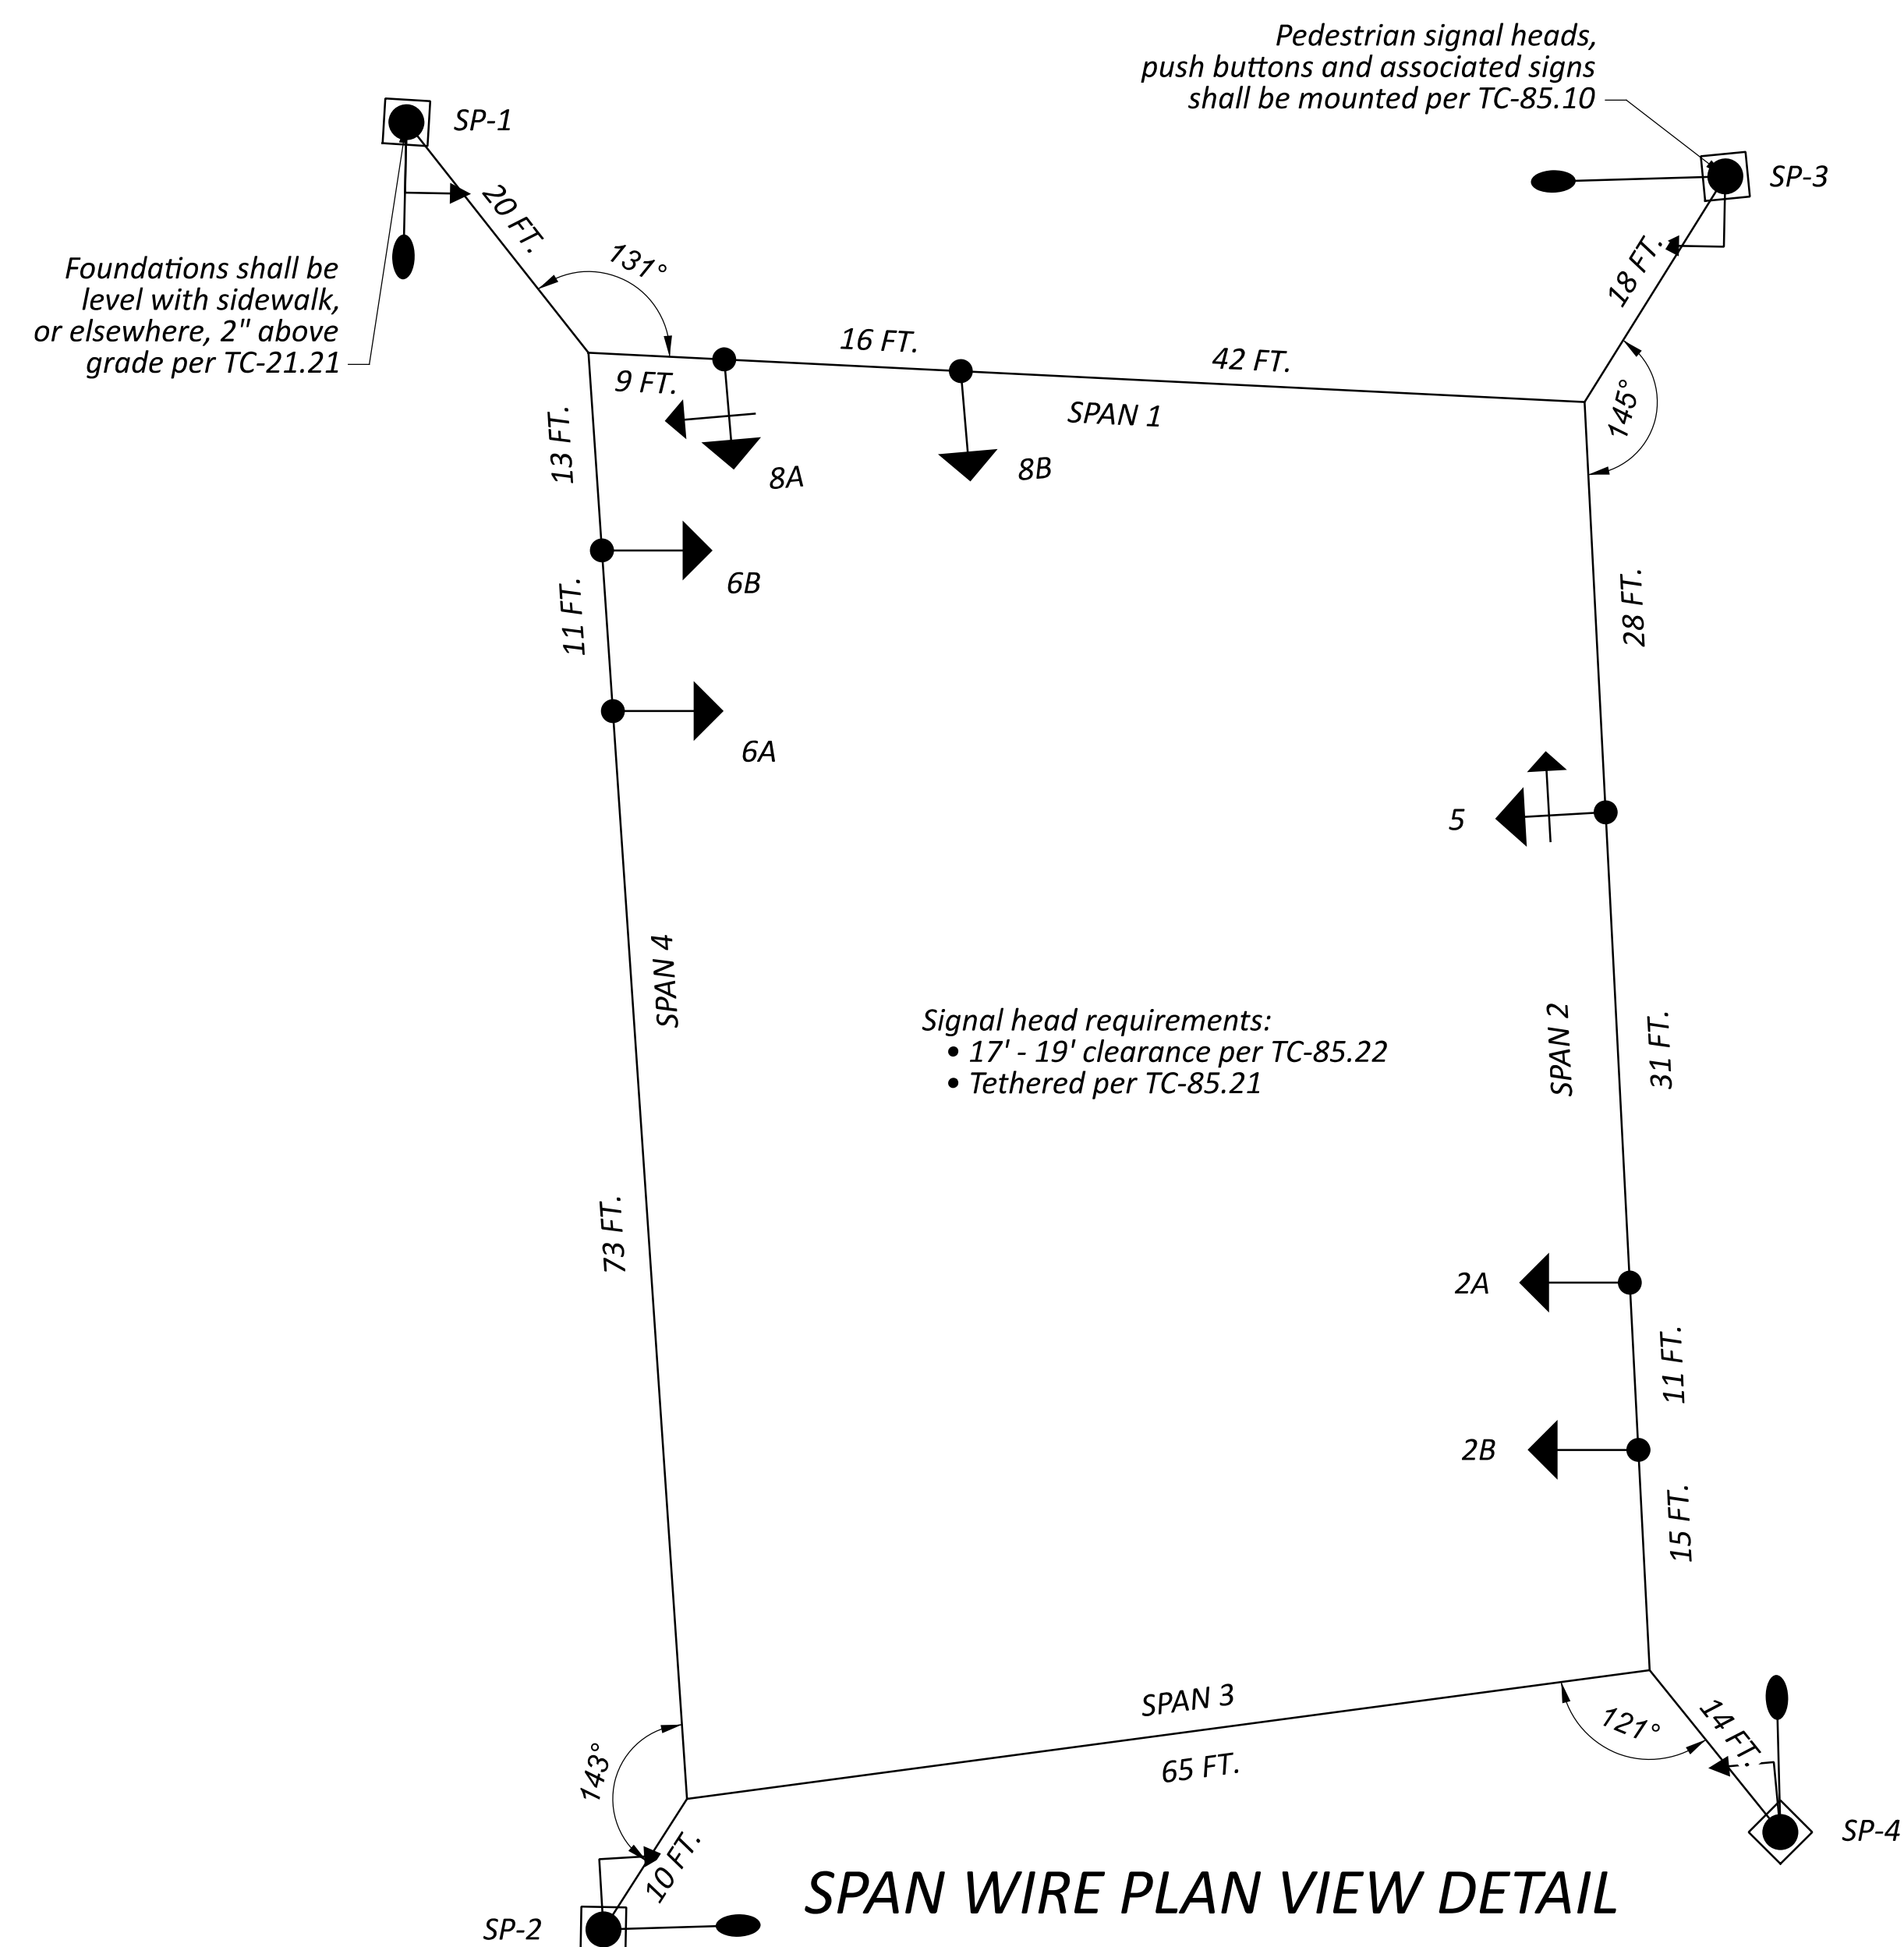 Pedestrian signal heads,
push buttons and associated signs
shall be mounted per TC-85.10
SP-1
SP-3
20 FT.
131°
18 FT.
Foundations shall be
level with sidewalk,
or elsewhere, 2" above
grade per TC-21.21
16 FT.
42 FT.
9 FT.
SPAN 1
145°
13 FT.
8A
8B
6B
11 FT.
28 FT.
6A
5
SPAN 4
Signal head requirements:
• 17' - 19' clearance per TC-85.22
• Tethered per TC-85.21
SPAN 2
31 FT.
73 FT.
2A
11 FT.
2B
15 FT.
SPAN 3
65 FT.
121°
14 FT.
143°
10 FT.
SP-4
SPAN WIRE PLAN VIEW DETAIL
SP-2